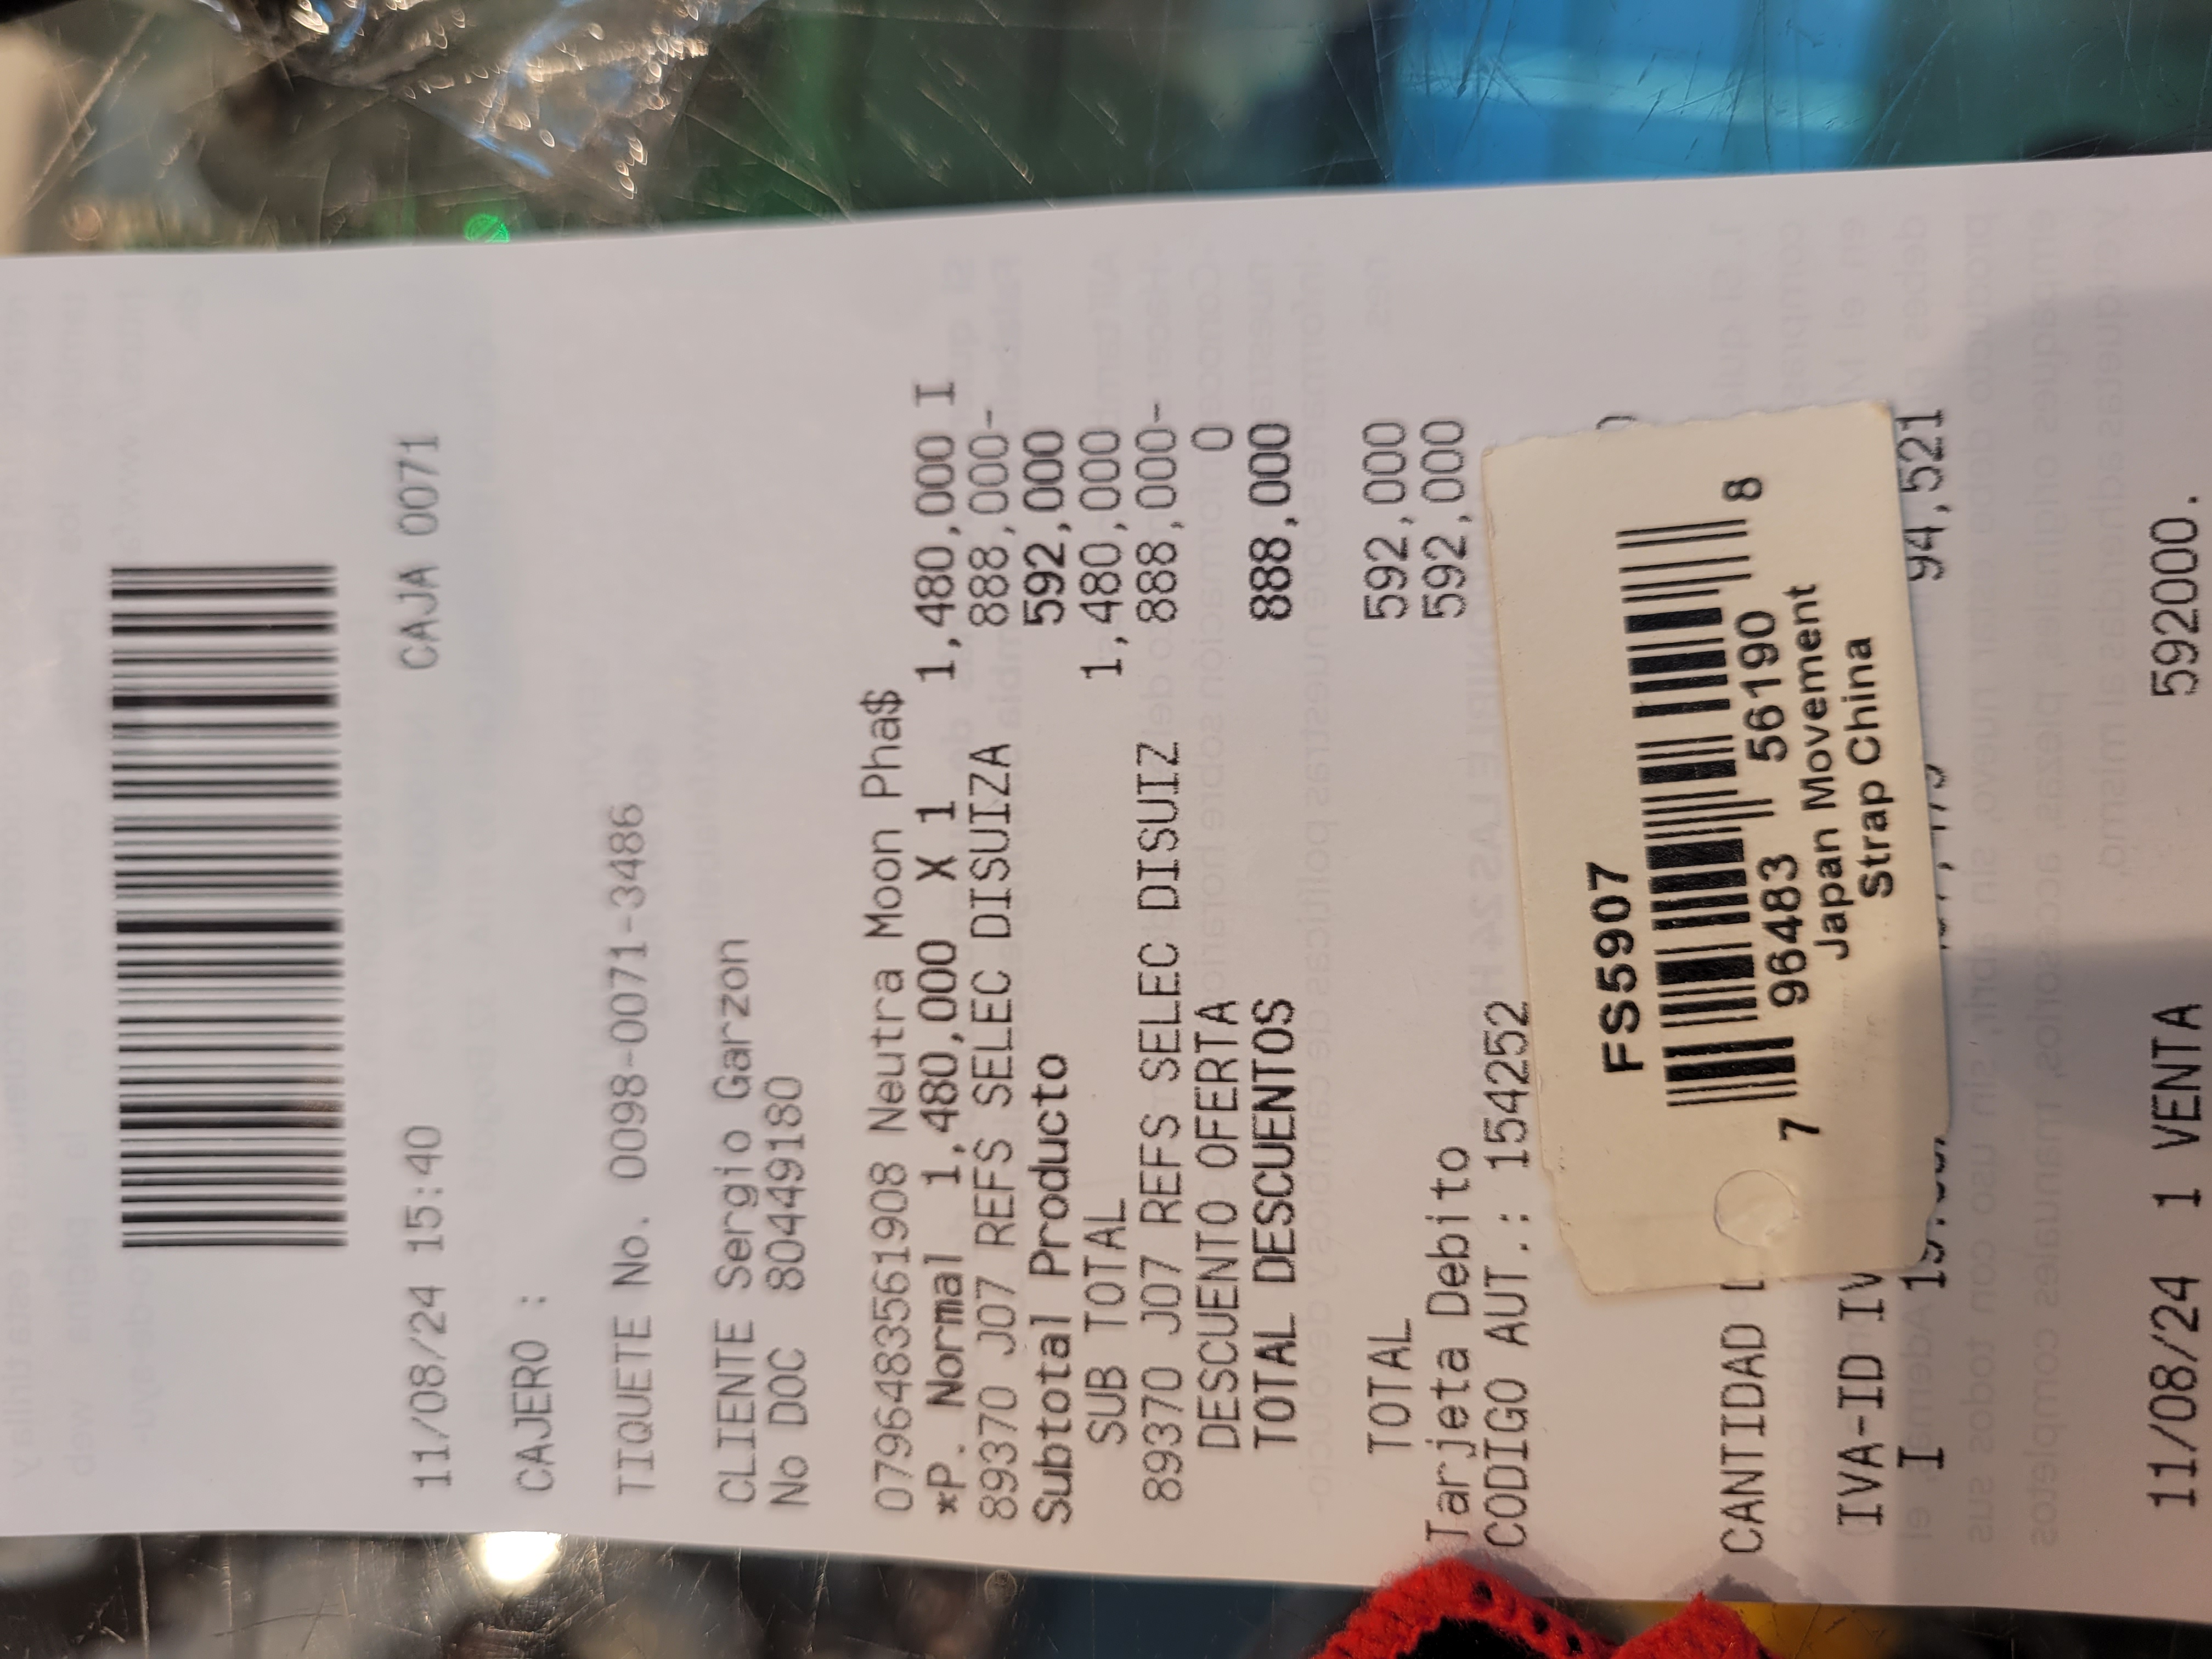 11/08/24 15:40 CAJA 0071
CAJERO :
TIQUETE No. 0098-0071-3486
CLIENTE Sergio Garzon
No DOC 80449180
0796483561908 Neutra Moon Pha$
*P. Normal 1,480,000 X 1 1,480,000 I
89370 J07 REFS SELEC DISUIZA 888,000-
Subtotal Producto 592,000
SUB TOTAL 1,480,000
89370 J07 REFS SELEC DISUIZ 888,000-
DESCUENTO OFERTA 0
TOTAL DESCUENTOS 888,000
TOTAL 592,000
Tarjeta Debito 592,000
CODIGO AUT.: 154252
FS5907
7 96483 56190 8
Japan Movement
Strap China
CANTIDAD
IVA-ID
I 94,521
11/08/24 1 VENTA 592000.